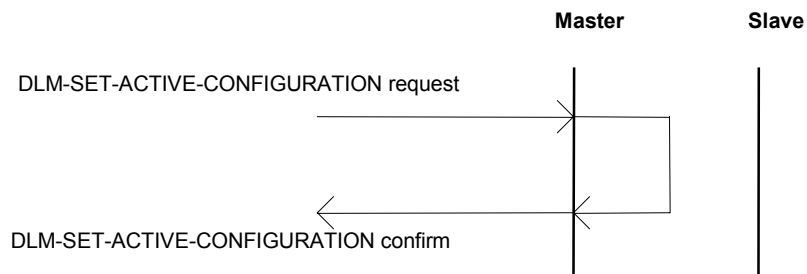 Master Slave
DLM-SET-ACTIVE-CONFIGURATION request
DLM-SET-ACTIVE-CONFIGURATION confirm